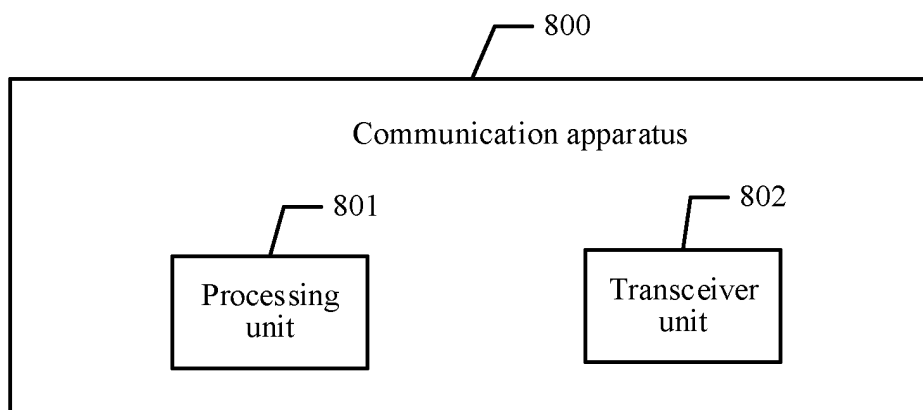 800
Communication apparatus
801
802
Processing
unit
Transceiver
unit